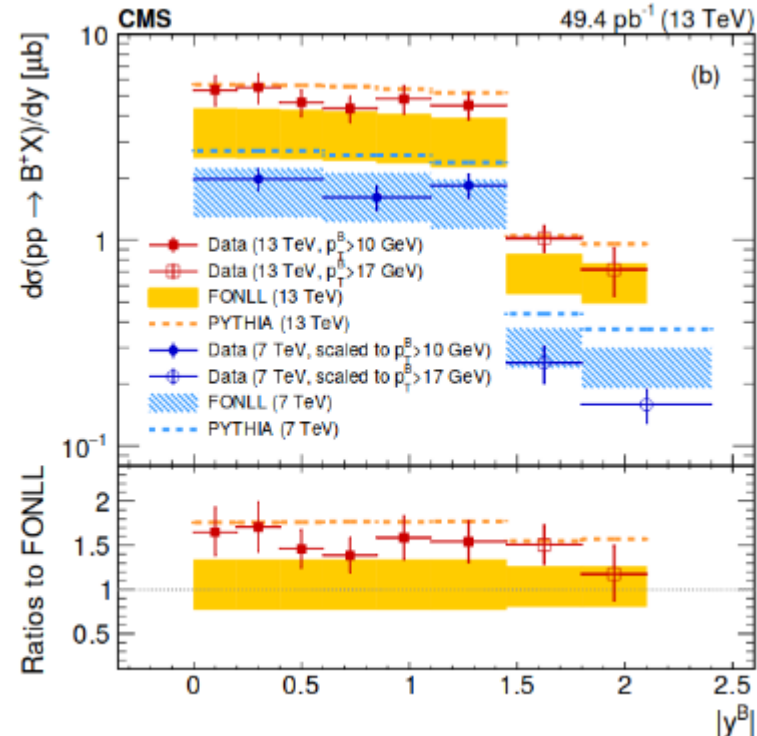 CMS 49.4 pb⁻¹ (13 TeV)
(b)
dσ(pp → B⁺X)/dy [μb]
10
1
10⁻¹
Data (13 TeV, p_T^B>10 GeV)
Data (13 TeV, p_T^B>17 GeV)
FONLL (13 TeV)
PYTHIA (13 TeV)
Data (7 TeV, scaled to p_T^B>10 GeV)
Data (7 TeV, scaled to p_T^B>17 GeV)
FONLL (7 TeV)
PYTHIA (7 TeV)
Ratios to FONLL
2
1.5
1
0.5
0 0.5 1 1.5 2 2.5
|y^B|